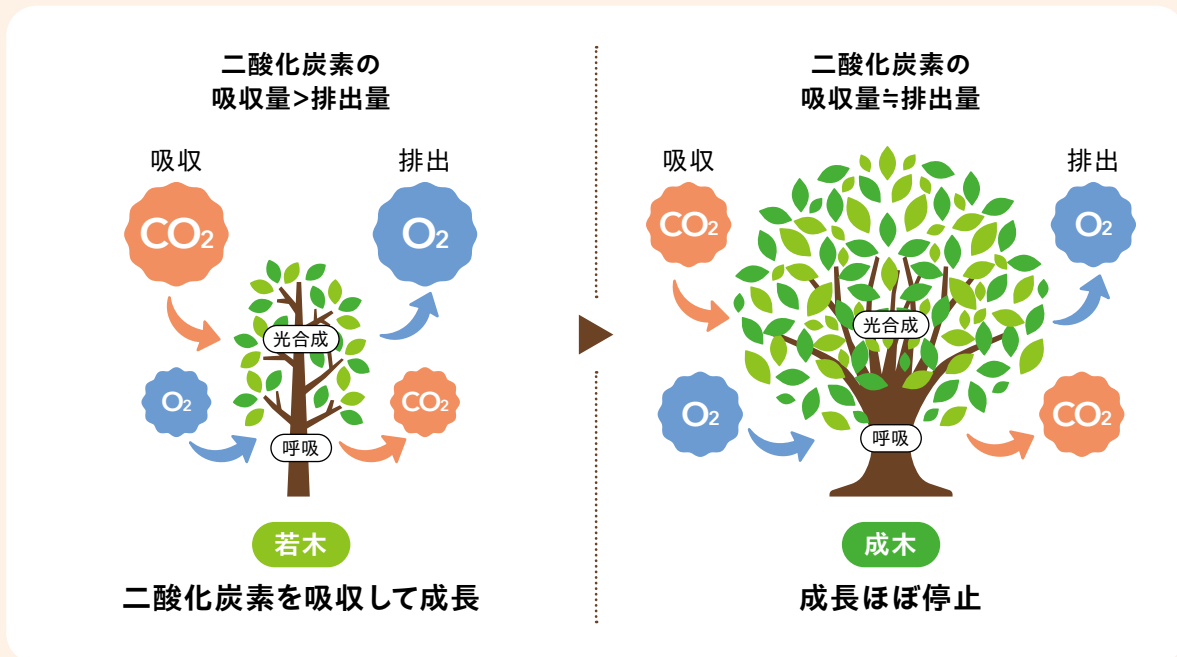 二酸化炭素の
吸収量>排出量
吸収
排出
CO2
O2
光合成
O2
CO2
呼吸
若木
二酸化炭素を吸収して成長
二酸化炭素の
吸収量≒排出量
吸収
排出
CO2
O2
光合成
O2
CO2
呼吸
成木
成長ほぼ停止